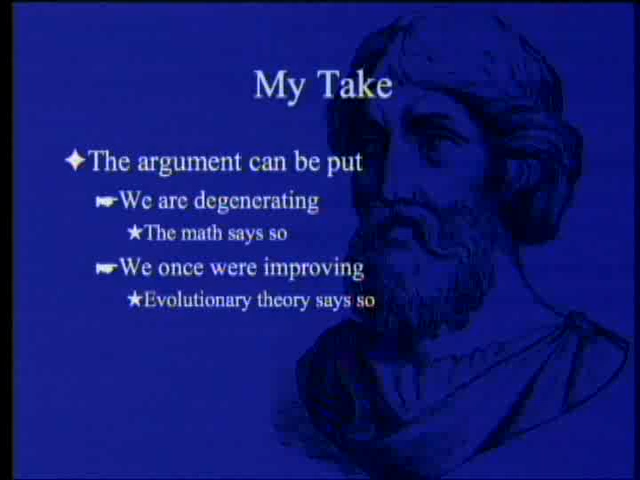 My Take
The argument can be put
We are degenerating
The math says so
We once were improving
Evolutionary theory says so